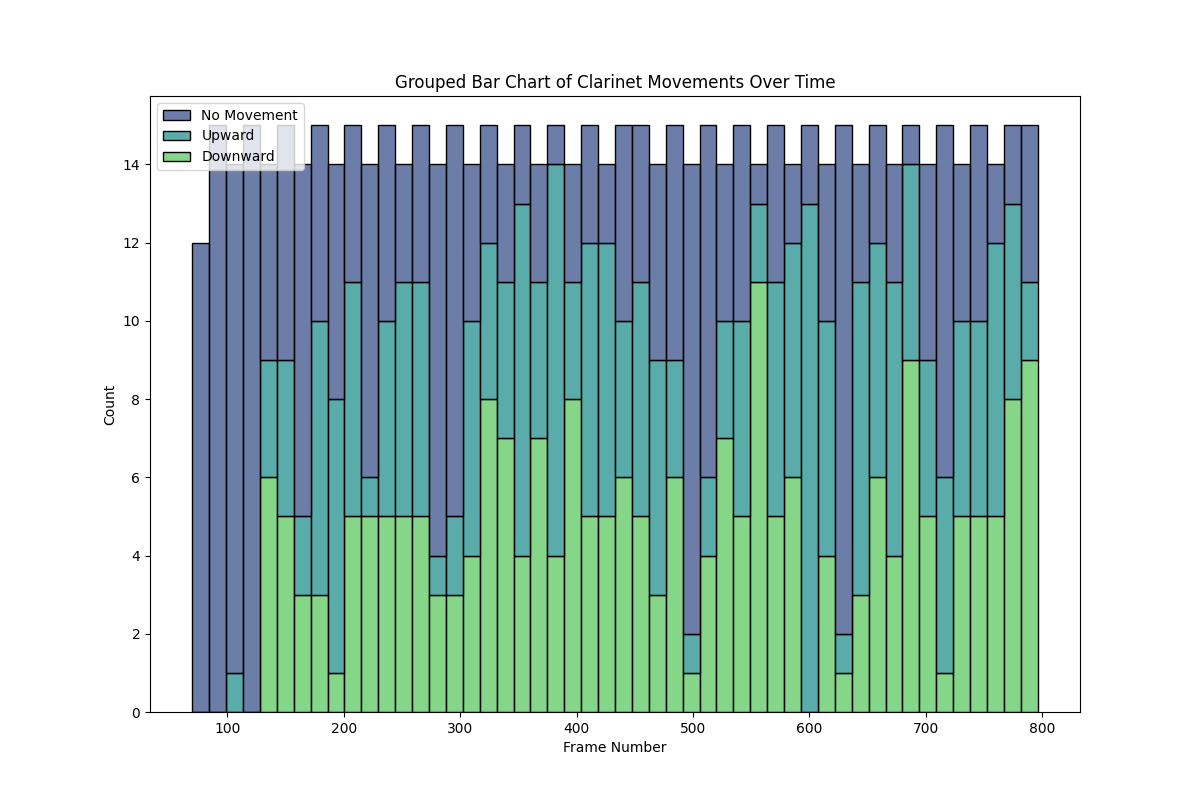 Grouped Bar Chart of Clarinet Movements Over Time
No Movement
Upward
Downward
14
12
10
8
6
4
2
0
Count
100 200 300 400 500 600 700 800
Frame Number